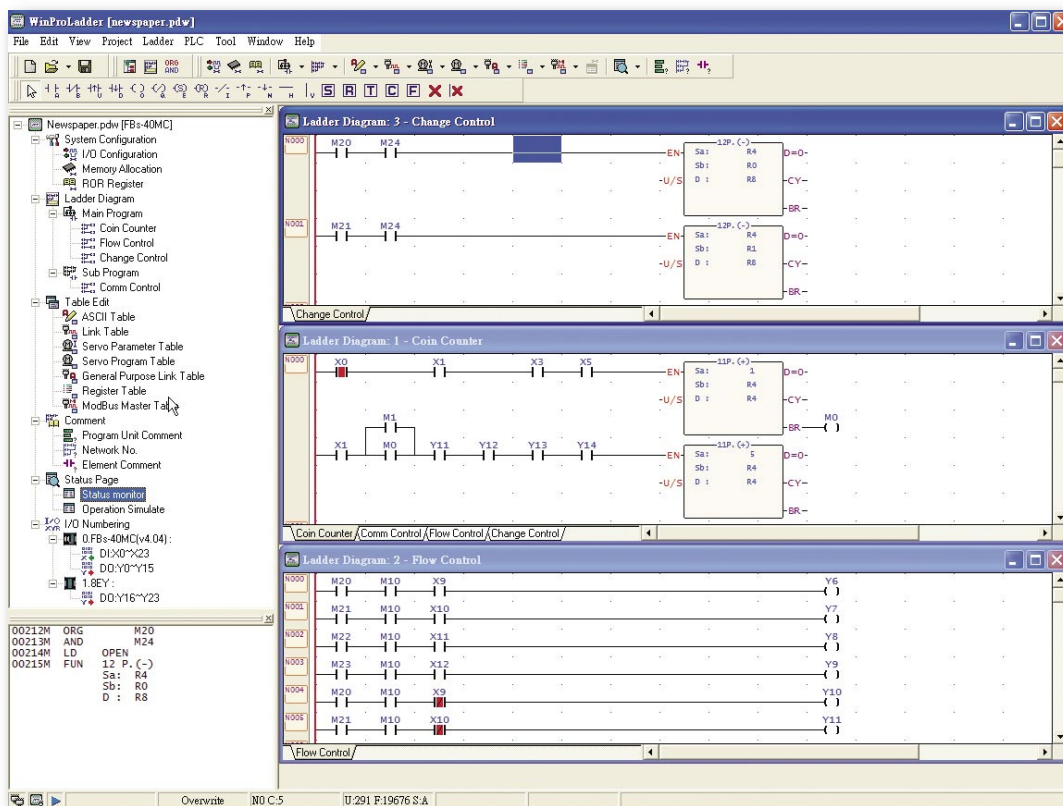 WinProLadder [newspaper.pdw]
File Edit View Project Ladder PLC Tool Window Help
ORG
AND
A B U D O Q E R I P N H V S R T C F
Newspaper.pdw [FBs-40MC]
System Configuration
I/O Configuration
Memory Allocation
ROR Register
Ladder Diagram
Main Program
Coin Counter
Flow Control
Change Control
Sub Program
Comm Control
Table Edit
ASCII Table
Link Table
Servo Parameter Table
Servo Program Table
General Purpose Link Table
Register Table
ModBus Master Table
Comment
Program Unit Comment
Network No.
Element Comment
Status Page
Status monitor
Operation Simulate
I/O Numbering
0.FBs-40MC(v4.04) :
DI:X0~X23
DO:Y0~Y15
1.8EY :
DO:Y16~Y23
00212M ORG M20
00213M AND M24
00214M LD OPEN
00215M FUN 12 P.(-)
Sa: R4
Sb: R0
D : R8
Ladder Diagram: 3 - Change Control
N000 M20 M24 12P.(-)
EN Sa: R4 D=0
Sb: R0
U/S D : R8 CY
BR
N001 M21 M24 12P.(-)
EN Sa: R4 D=0
Sb: R1
U/S D : R8 CY
BR
Change Control
Ladder Diagram: 1 - Coin Counter
N000 X0 X1 X3 X5 11P.(+)
EN Sa: 1 D=0
Sb: R4
U/S D : R4 CY
M1 BR M0
X1 M0 Y11 Y12 Y13 Y14 11P.(+)
EN Sa: 5 D=0
Sb: R4
U/S D : R4 CY
BR
Coin Counter Comm Control Flow Control Change Control
Ladder Diagram: 2 - Flow Control
N000 M20 M10 X9 Y6
N001 M21 M10 X10 Y7
N002 M22 M10 X11 Y8
N003 M23 M10 X12 Y9
N004 M20 M10 X9 Y10
N005 M21 M10 X10 Y11
Flow Control
Overwrite N0 C:5 U:291 F:19676 S:A